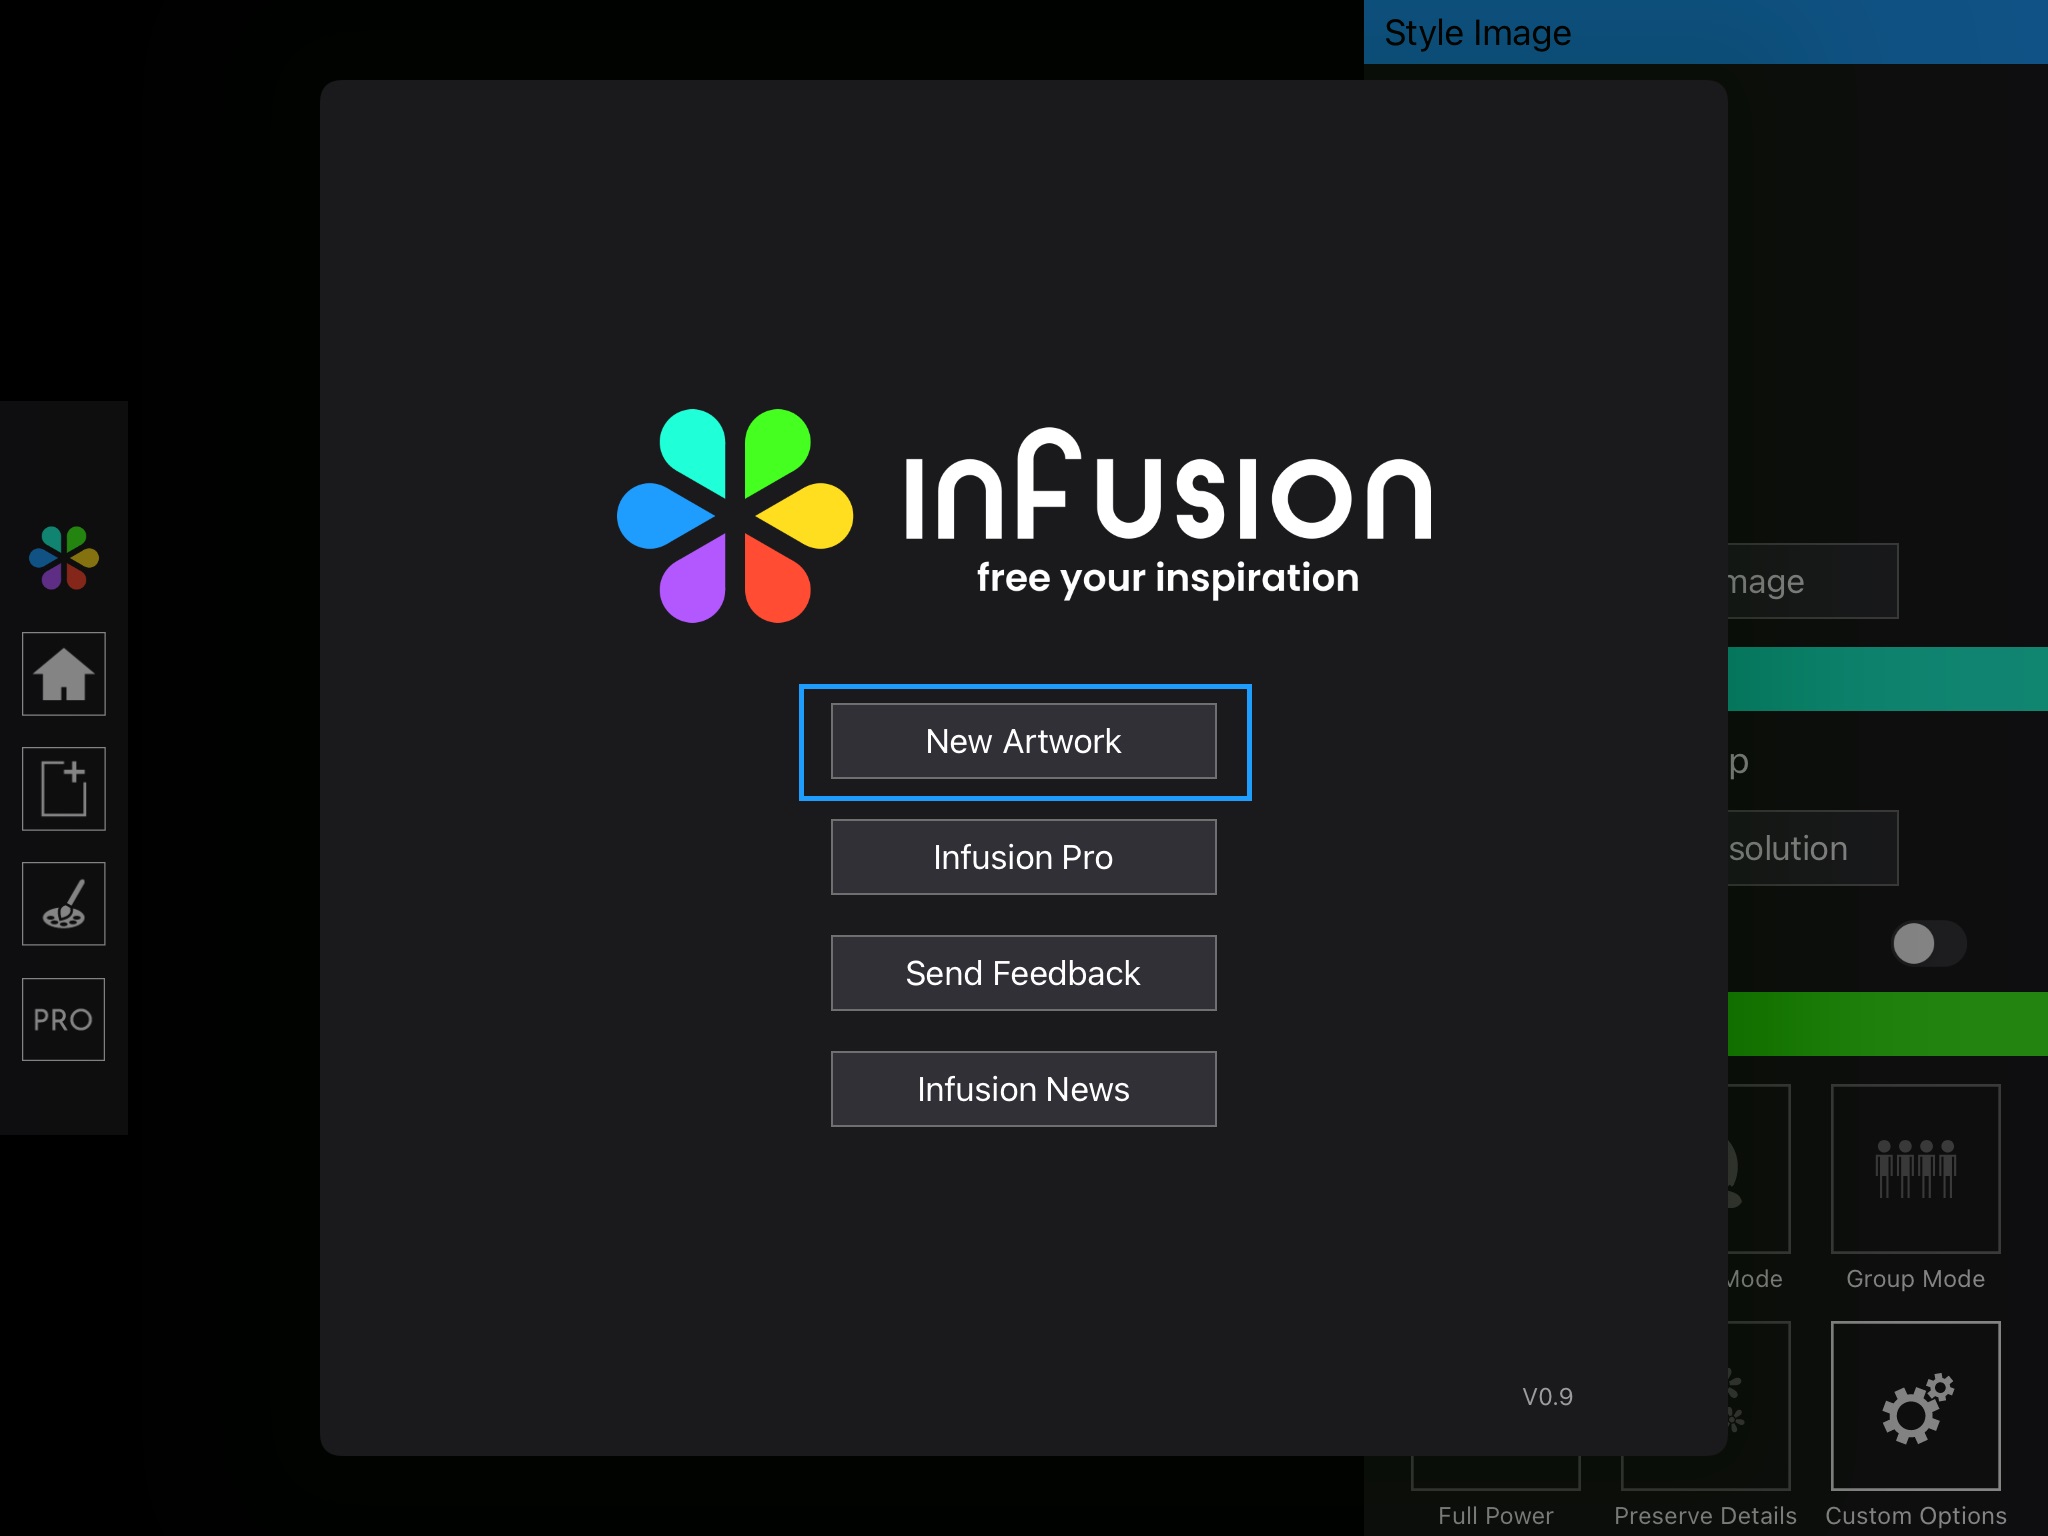 Style Image
infusion
free your inspiration
New Artwork
Infusion Pro
Send Feedback
Infusion News
V0.9
PRO
mage
p
solution
Mode
Group Mode
Full Power
Preserve Details
Custom Options